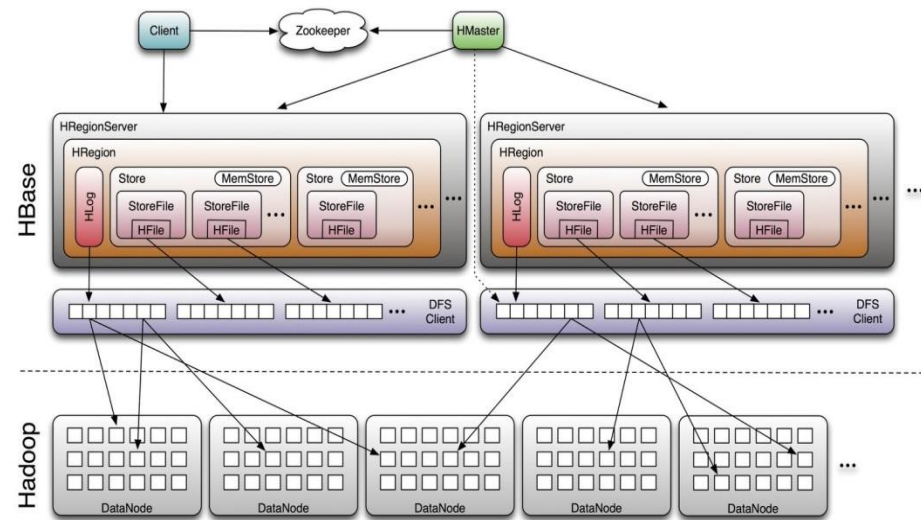 Client
Zookeeper
HMaster
HBase
HRegionServer
HRegion
HLog
Store
MemStore
StoreFile
HFile
StoreFile
HFile
...
Store
MemStore
StoreFile
HFile
...
...
HRegionServer
HRegion
HLog
Store
MemStore
StoreFile
HFile
StoreFile
HFile
...
Store
MemStore
StoreFile
HFile
...
...
...
...
DFS
Client
...
DFS
Client
Hadoop
DataNode
DataNode
DataNode
DataNode
DataNode
...